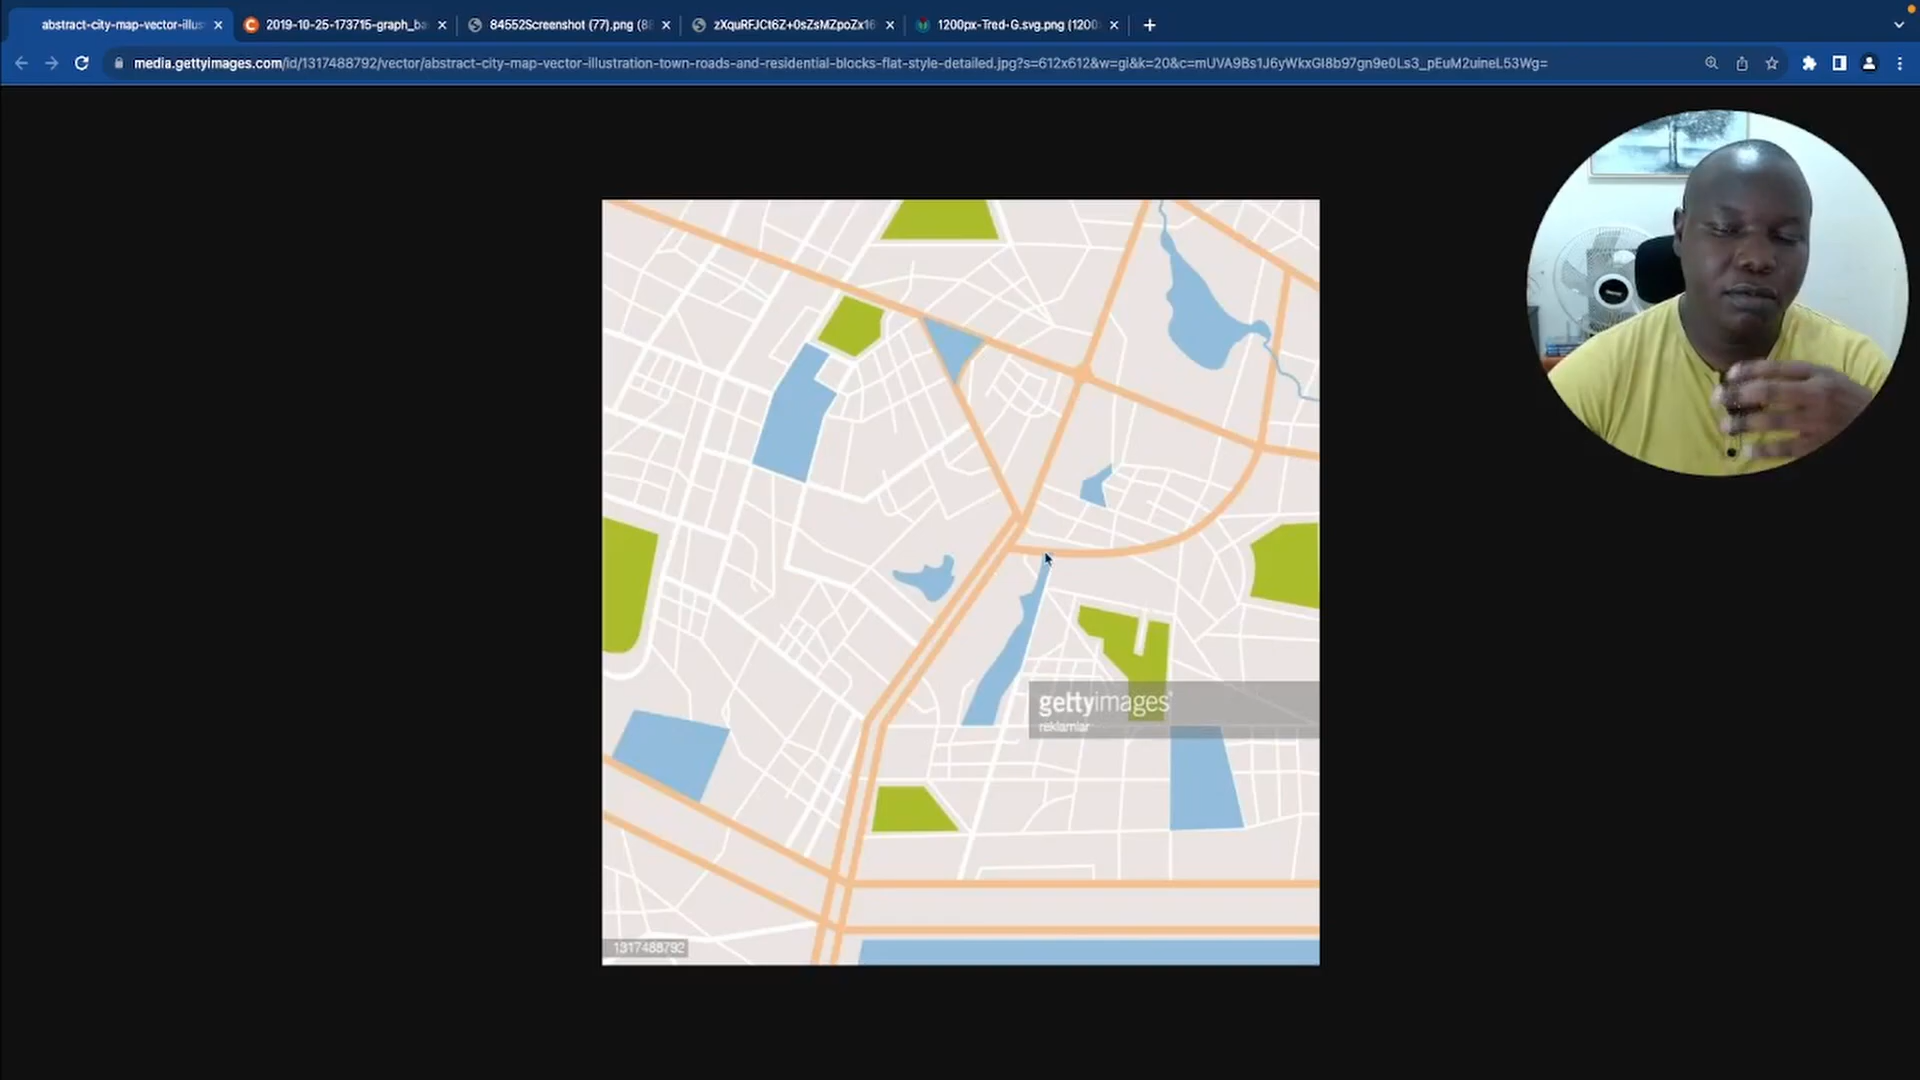 abstract-city-map-vector-illus
2019-10-25-173715-graph_ba
84552Screenshot (77).png (88
zXquRFJCt6Z+0sZsMZpoZx16
1200px-Tred-G.svg.png (1200
media.gettyimages.com/id/1317488792/vector/abstract-city-map-vector-illustration-town-roads-and-residential-blocks-flat-style-detailed.jpg?s=612x612&w=gi&k=20&c=mUVA9Bs1J6yWkxGl8b97gn9e0Ls3_pEuM2uineL53Wg=
gettyimages
reklamlar
1317488792